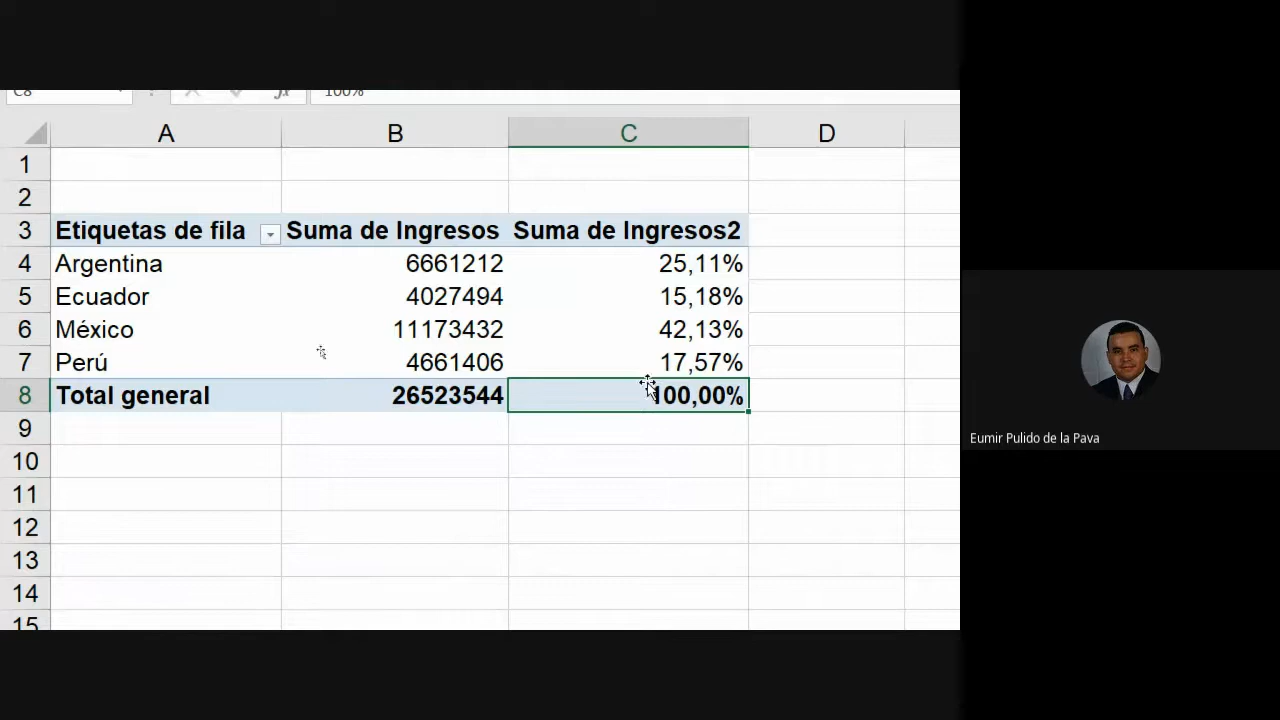 C8 100%
A B C D
1
2
3 Etiquetas de fila Suma de Ingresos Suma de Ingresos2
4 Argentina 6661212 25,11%
5 Ecuador 4027494 15,18%
6 México 11173432 42,13%
7 Perú 4661406 17,57%
8 Total general 26523544 100,00%
9
10
11
12
13
14
15
Eumir Pulido de la Pava